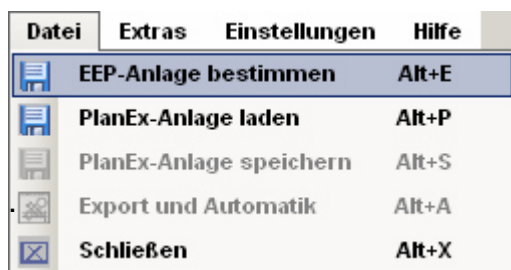 Datei Extras Einstellungen Hilfe
EEP-Anlage bestimmen Alt+E
PlanEx-Anlage laden Alt+P
PlanEx-Anlage speichern Alt+S
Export und Automatik Alt+A
Schließen Alt+X